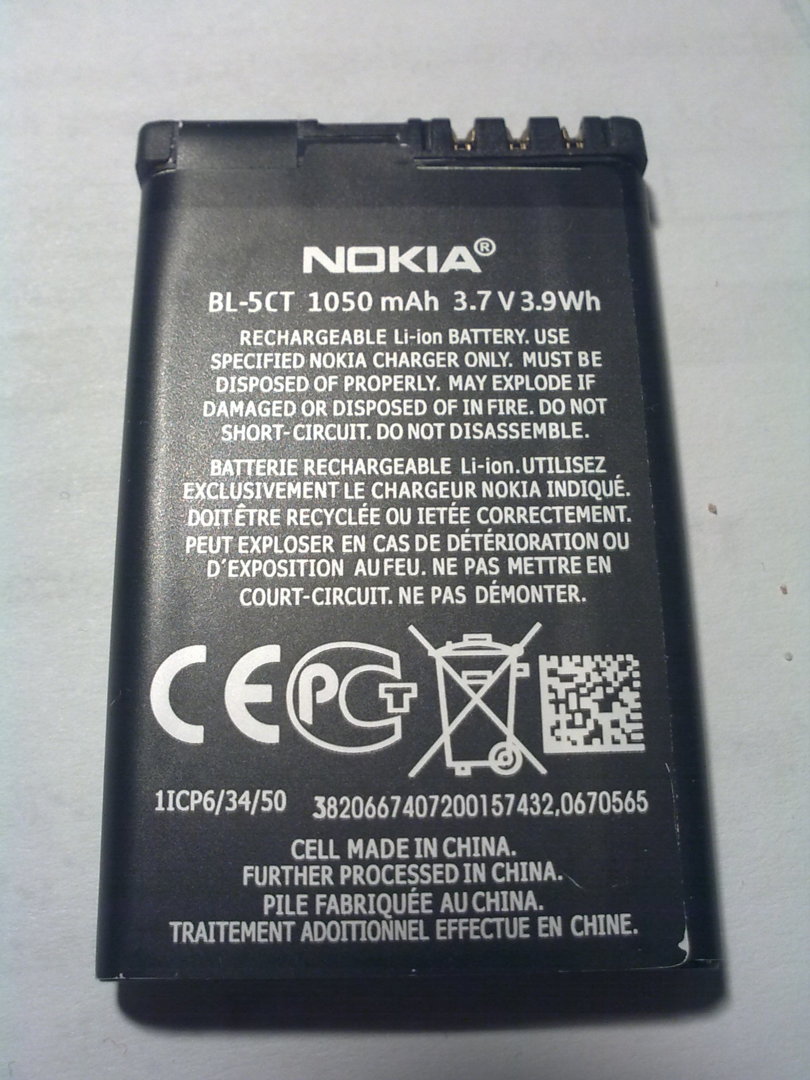 NOKIA®
BL-5CT 1050 mAh 3.7 V 3.9Wh
RECHARGEABLE Li-ion BATTERY. USE
SPECIFIED NOKIA CHARGER ONLY. MUST BE
DISPOSED OF PROPERLY. MAY EXPLODE IF
DAMAGED OR DISPOSED OF IN FIRE. DO NOT
SHORT-CIRCUIT. DO NOT DISASSEMBLE.
BATTERIE RECHARGEABLE Li-ion. UTILISEZ
EXCLUSIVEMENT LE CHARGEUR NOKIA INDIQUÉ.
DOIT ÊTRE RECYCLÉE OU IETÉE CORRECTEMENT.
PEUT EXPLOSER EN CAS DE DÉTÉRIORATION OU
D'EXPOSITION AU FEU. NE PAS METTRE EN
COURT-CIRCUIT. NE PAS DÉMONTER.
CE PCT
1ICP6/34/50 3820667407200157432,0670565
CELL MADE IN CHINA.
FURTHER PROCESSED IN CHINA.
PILE FABRIQUÉE AU CHINA.
TRAITEMENT ADOITIONNEL EFFECTUE EN CHINE.